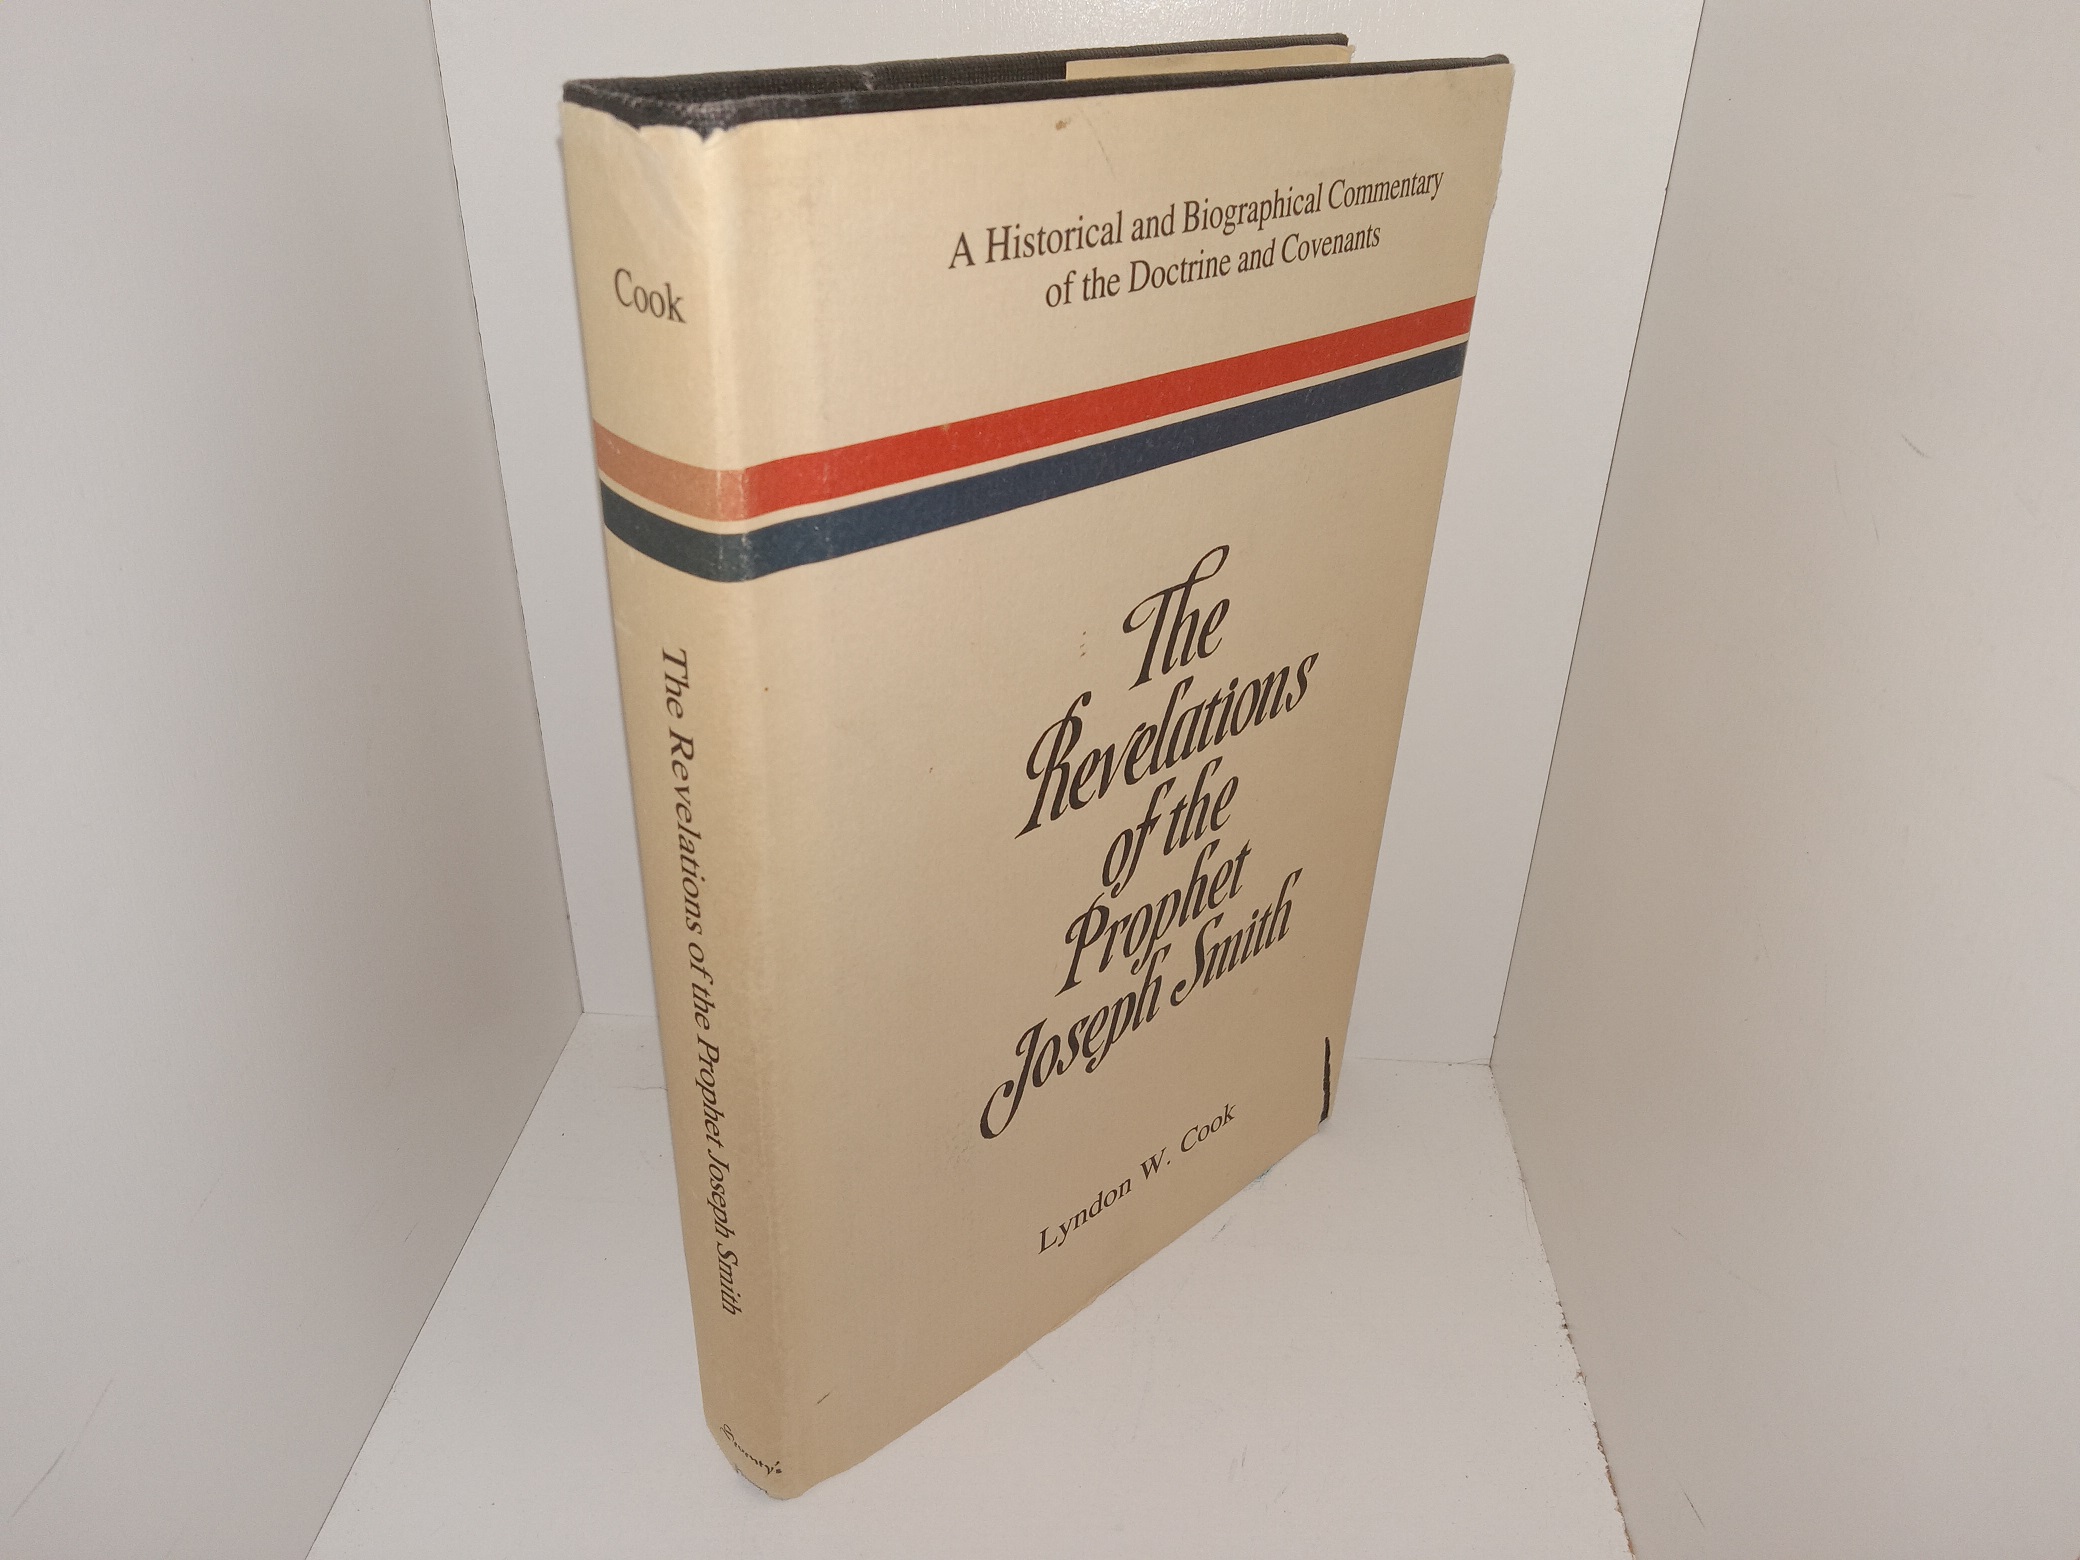 A Historical and Biographical Commentary
of the Doctrine and Covenants
The
Revelations
of the
Prophet
Joseph Smith
Lyndon W. Cook
Cook
The Revelations of the Prophet Joseph Smith